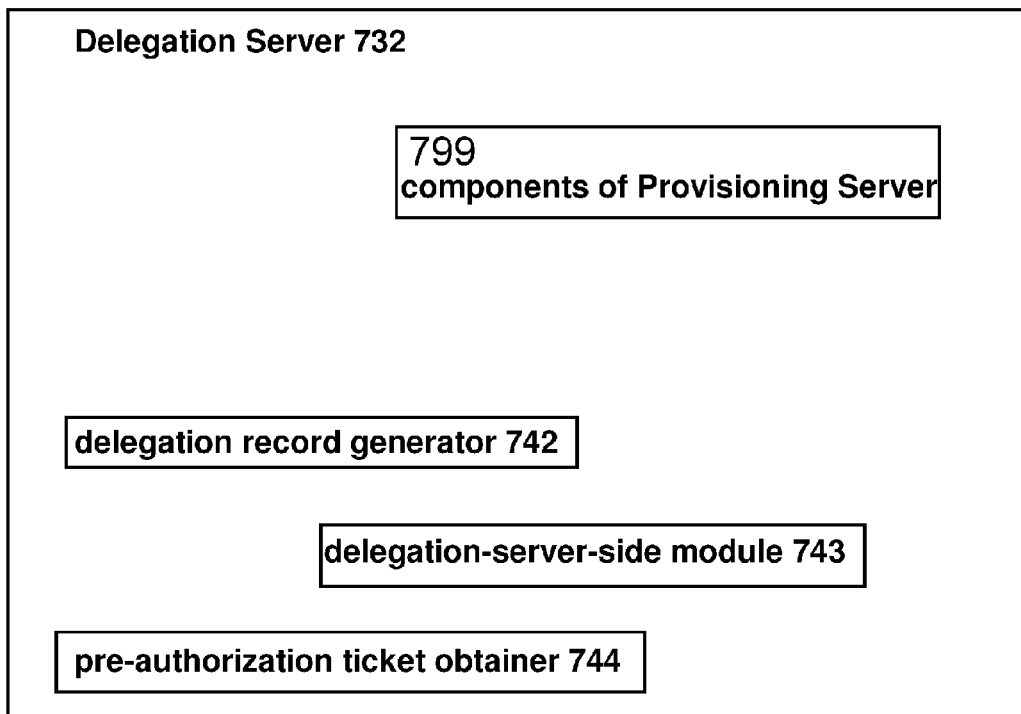 Delegation Server 732
799
components of Provisioning Server
delegation record generator 742
delegation-server-side module 743
pre-authorization ticket obtainer 744